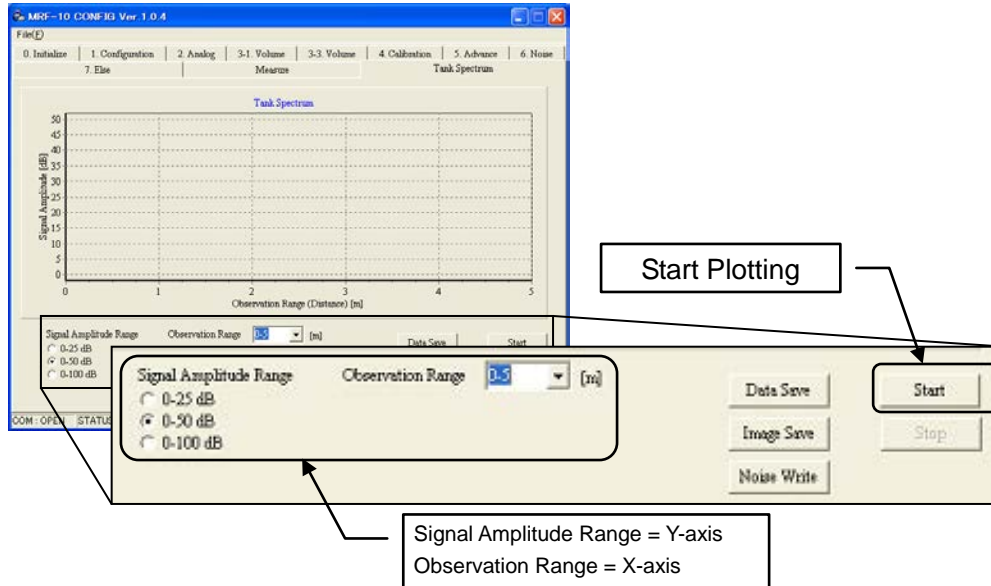 MRF-10 CONFIG Ver.1.0.4
File(F)
0. Initialize 1. Configuration 2. Analog 3-1. Volume 3-3. Volume 4. Calibration 5. Advance 6. Noise
7. Else Measure Tank Spectrum
Tank Spectrum
50
45
40
35
30
25
20
15
10
5
0
Signal Amplitude [dB]
0 1 2 3 4 5
Observation Range (Distance) [m]
Start Plotting
Signal Amplitude Range Observation Range 0-5 [m] Data Save Start
0-25 dB
0-50 dB
0-100 dB
COM : OPEN STATUS
Signal Amplitude Range Observation Range 0-5 [m]
0-25 dB
0-50 dB
0-100 dB
Data Save Start
Image Save Stop
Noise Write
Signal Amplitude Range = Y-axis
Observation Range = X-axis